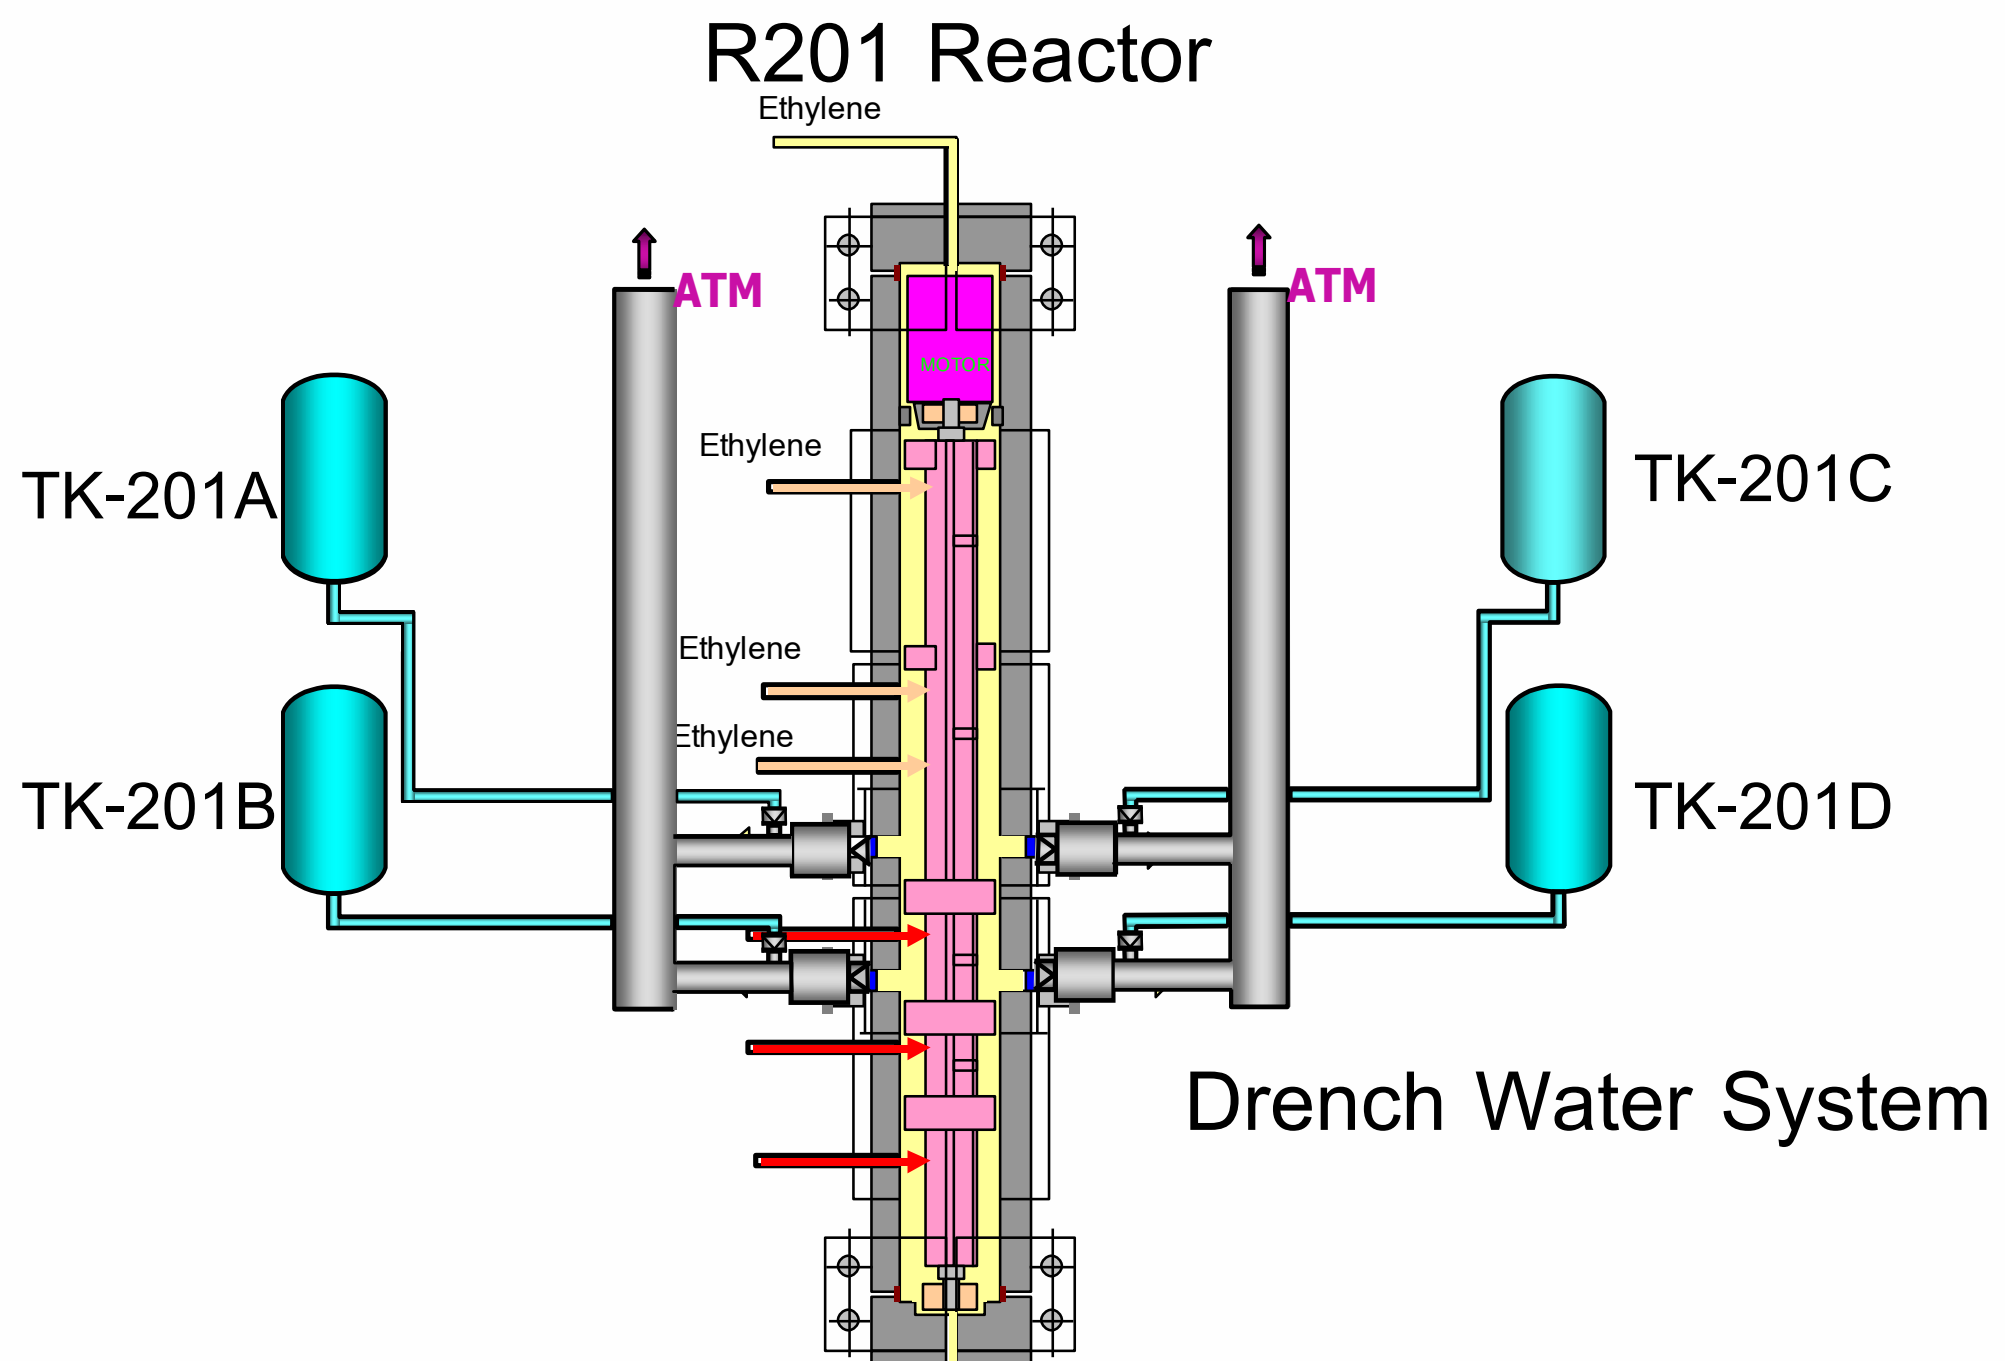 R201 Reactor
Ethylene
ATM
ATM
MOTOR
Ethylene
TK-201A
TK-201C
Ethylene
Ethylene
TK-201B
TK-201D
Drench Water System